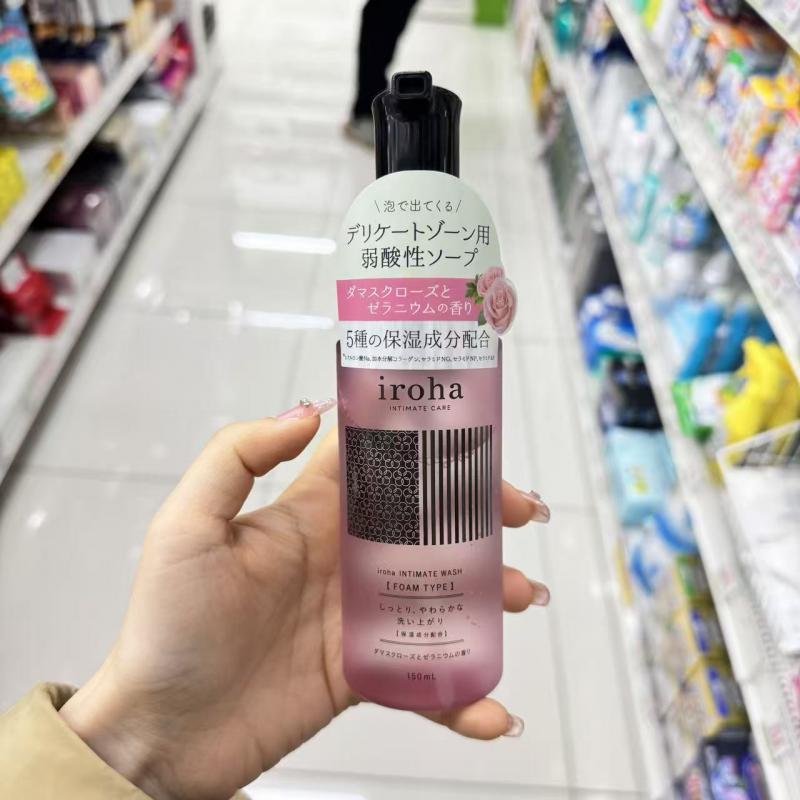 \ 泡で出てくる /
デリケートゾーン用
弱酸性ソープ
ダマスクローズと
ゼラニウムの香り
5種の保湿成分配合
iroha
INTIMATE CARE
iroha INTIMATE WASH
【FOAM TYPE】
しっとり、やわらかな
洗い上がり
【保湿成分配合】
ダマスクローズとゼラニウムの香り
150mL